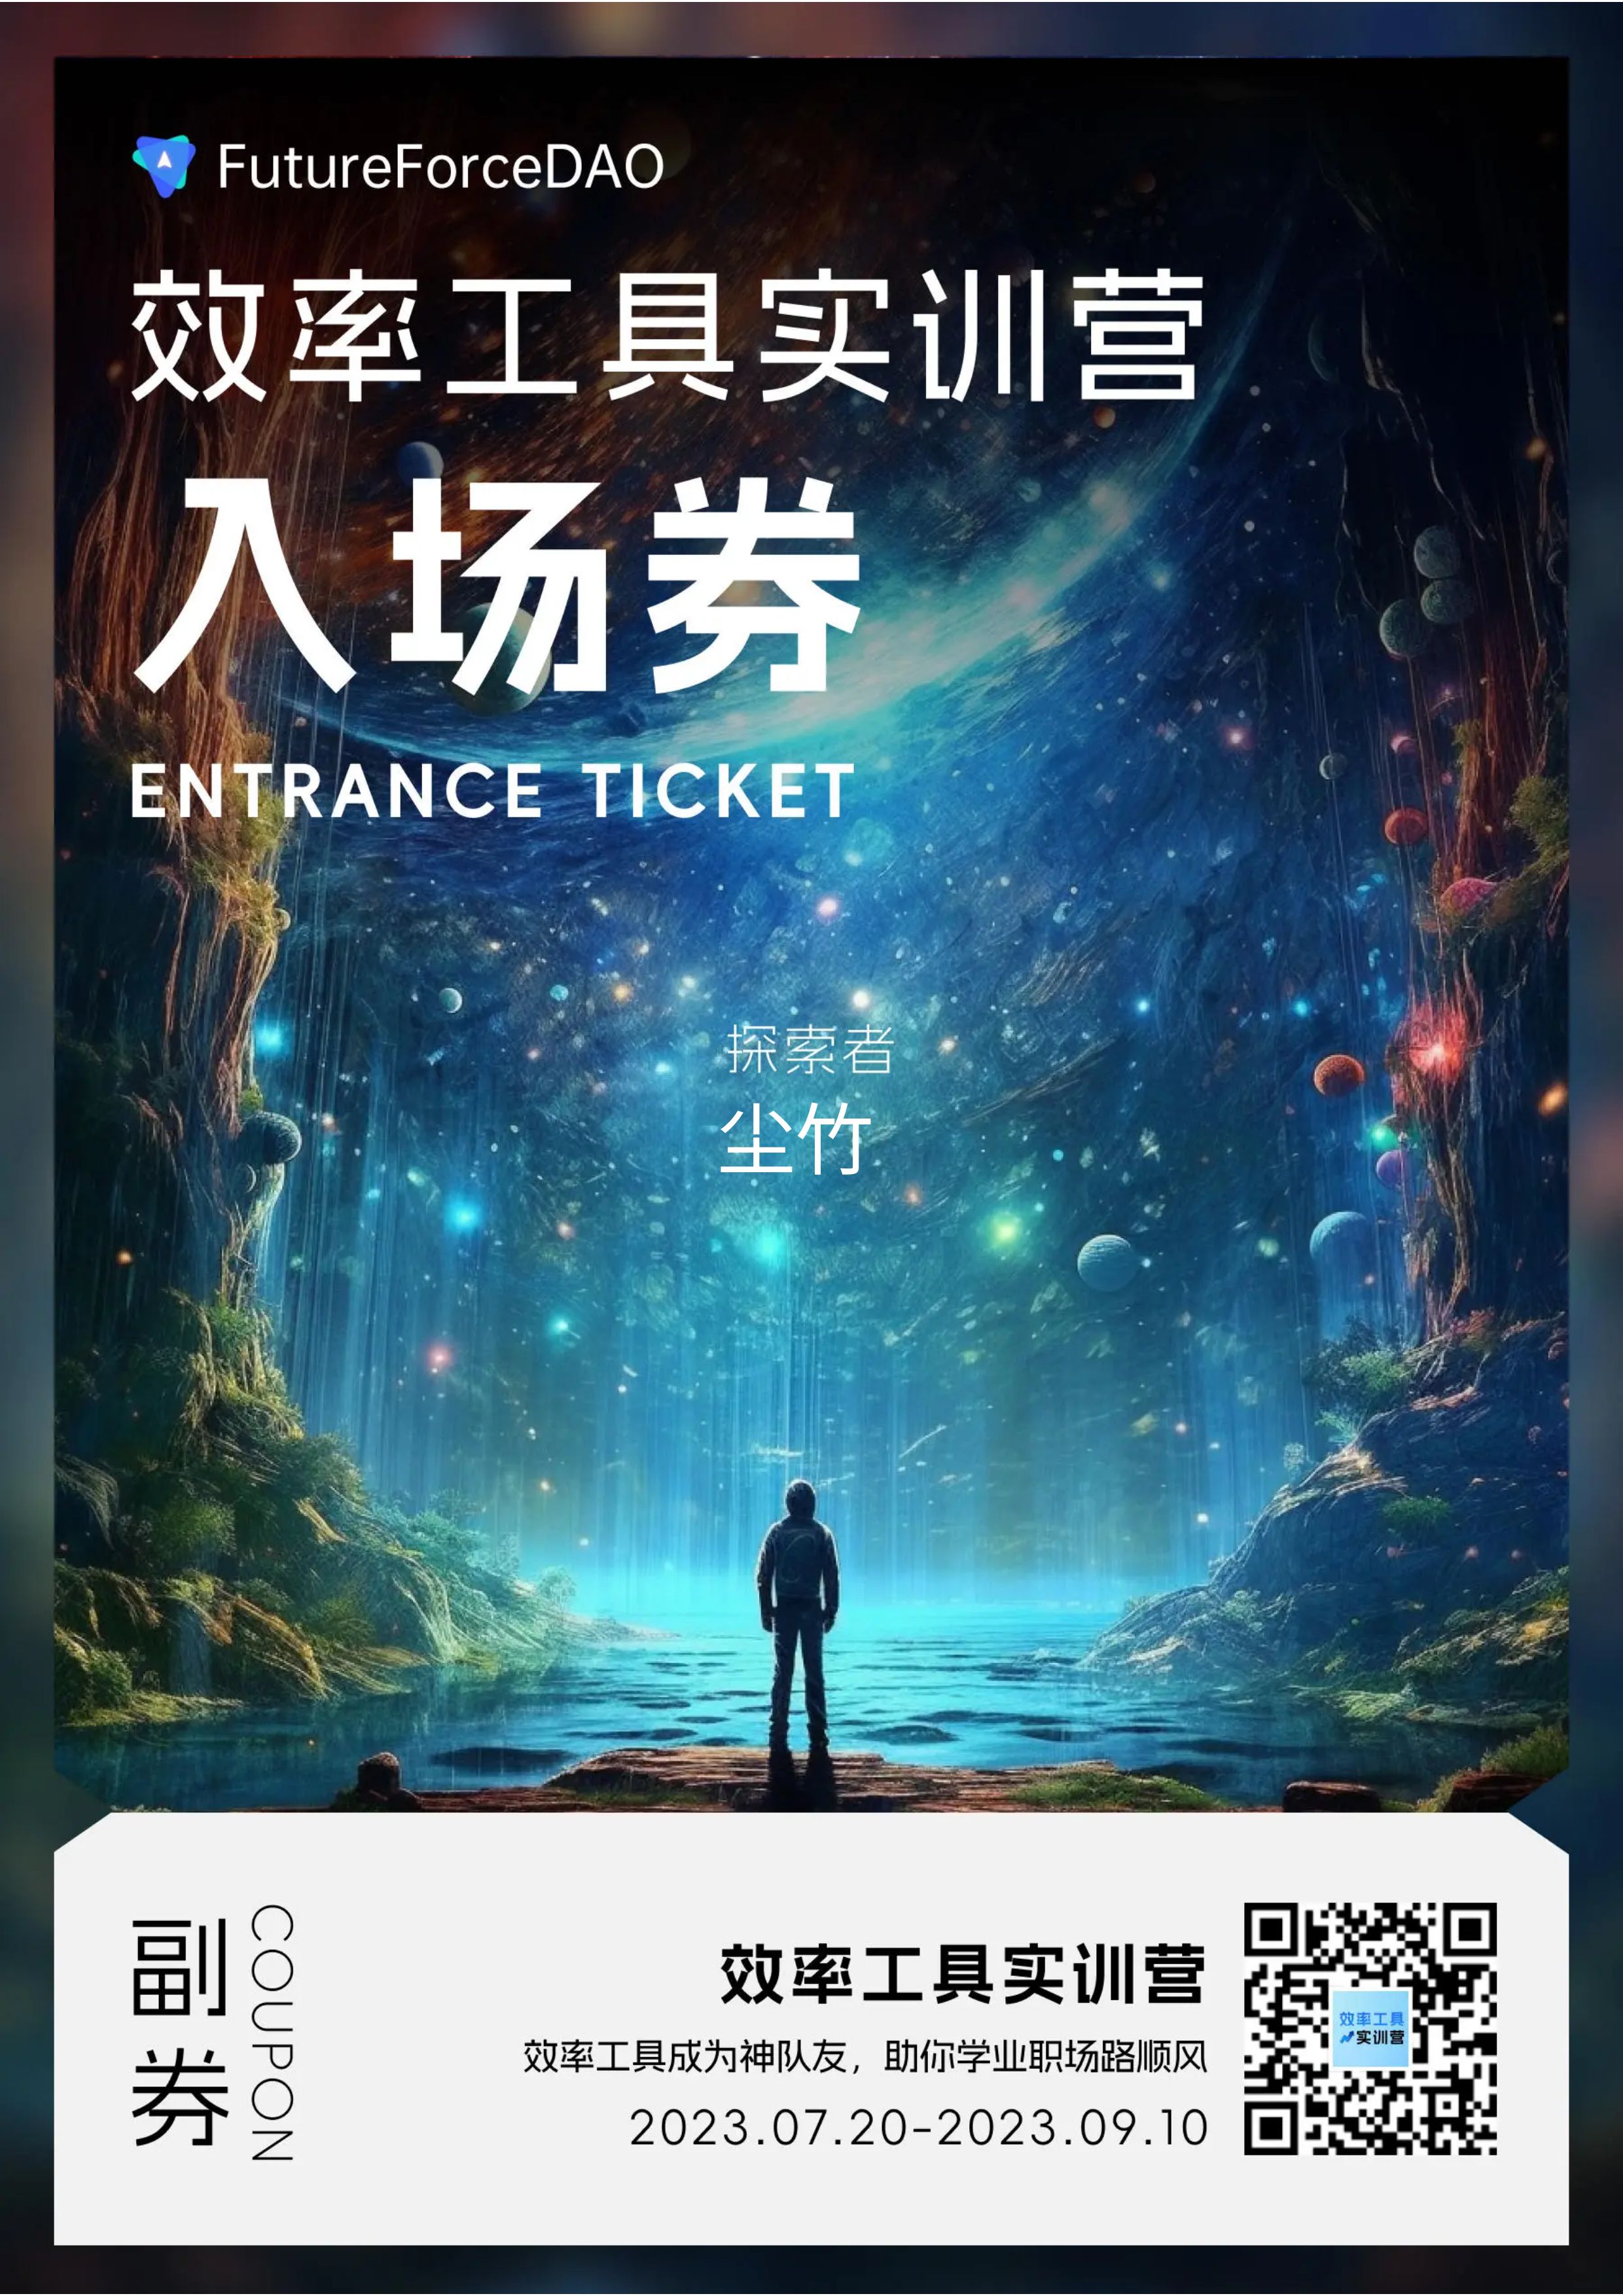 FutureForceDAO
效率工具实训营
入场券
ENTRANCE TICKET
探索者
尘竹
副券
COUPON
效率工具实训营
效率工具成为神队友，助你学业职场路顺风
2023.07.20-2023.09.10
效率工具
实训营